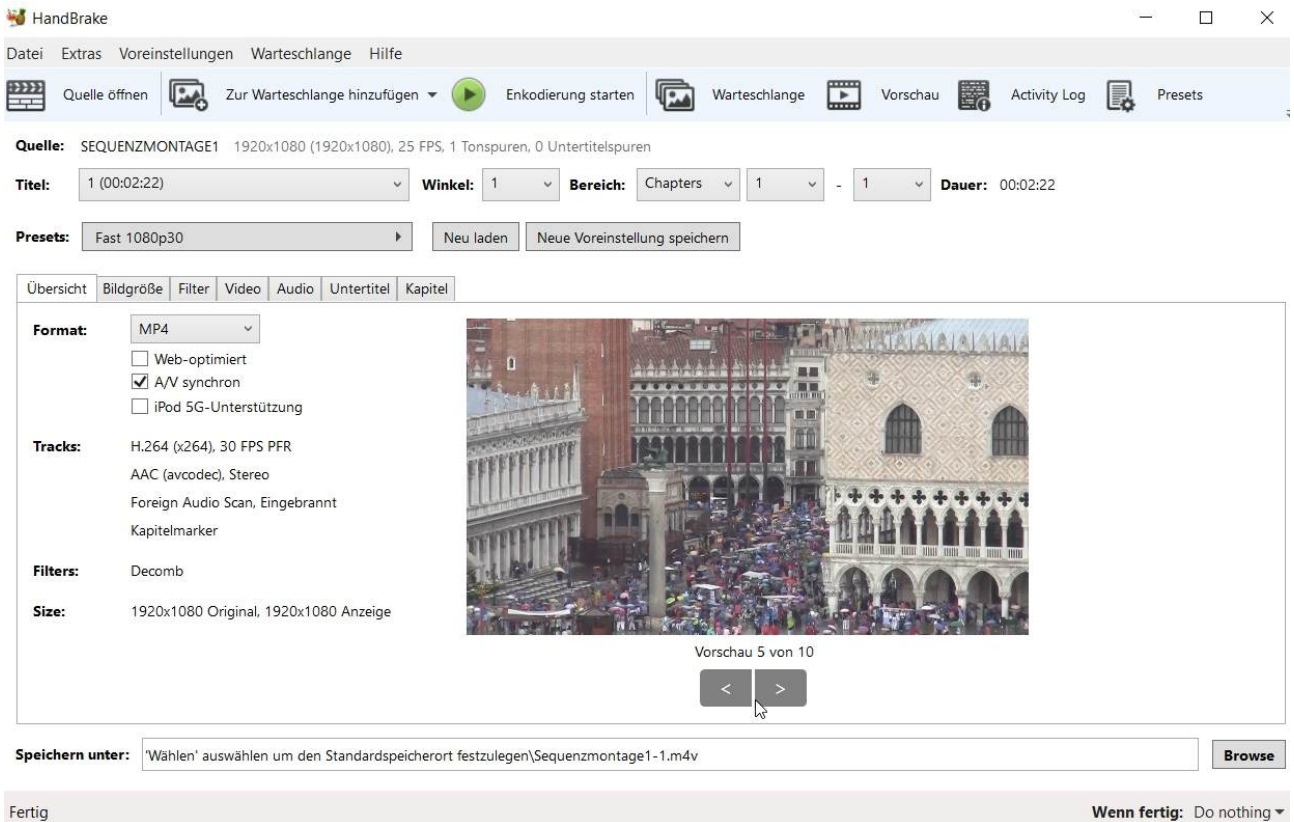 HandBrake
Datei Extras Voreinstellungen Warteschlange Hilfe
Quelle öffnen Zur Warteschlange hinzufügen Enkodierung starten Warteschlange Vorschau Activity Log Presets
Quelle: SEQUENZMONTAGE1 1920x1080 (1920x1080), 25 FPS, 1 Tonspuren, 0 Untertitelspuren
Titel: 1 (00:02:22) Winkel: 1 Bereich: Chapters 1 - 1 Dauer: 00:02:22
Presets: Fast 1080p30 Neu laden Neue Voreinstellung speichern
Übersicht Bildgröße Filter Video Audio Untertitel Kapitel
Format: MP4
Web-optimiert
A/V synchron
iPod 5G-Unterstützung
Tracks: H.264 (x264), 30 FPS PFR
AAC (avcodec), Stereo
Foreign Audio Scan, Eingebrannt
Kapitelmarker
Filters: Decomb
Size: 1920x1080 Original, 1920x1080 Anzeige
Vorschau 5 von 10
< >
Speichern unter: 'Wählen' auswählen um den Standardspeicherort festzulegen\Sequenzmontage1-1.m4v Browse
Fertig Wenn fertig: Do nothing